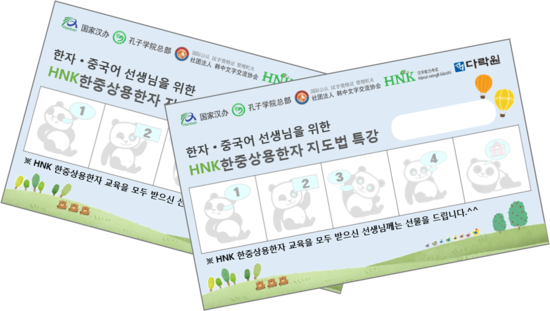 国家汉办
孔子学院总部
社团法人 韩中文字交流协会
HNK
한자·중국어 선생님을 위한
HNK한중상용한자 지
1
2
※ HNK 한중상용한자 교육을 모두 받으신 선
国家汉办
孔子学院总部
社团法人 韩中文字交流协会
HNK
다락원
한자·중국어 선생님을 위한
HNK한중상용한자 지도법 특강
1
2
3
4
※ HNK 한중상용한자 교육을 모두 받으신 선생님께는 선물을 드립니다.^^